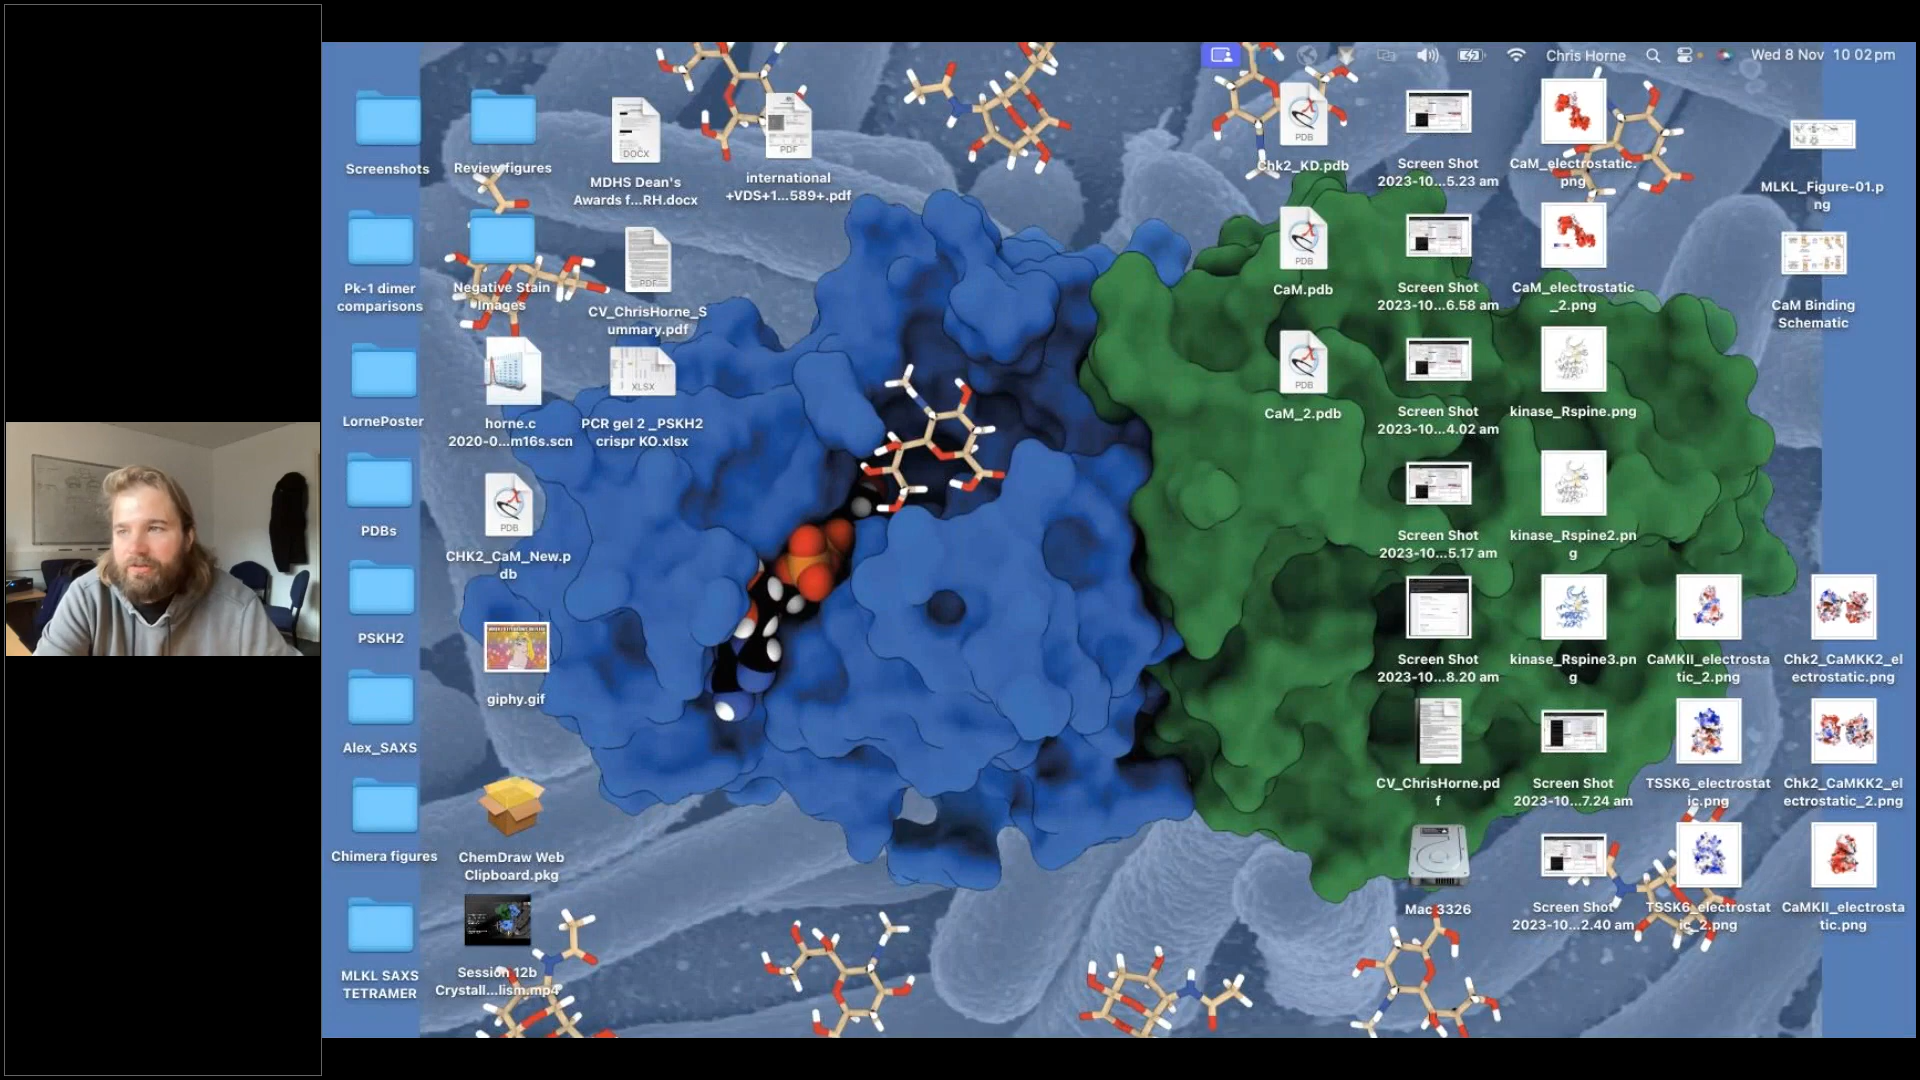 Chris Horne
Wed 8 Nov 10 02 pm
Screenshots
Review figures
DOCX
MDHS Dean's
Awards f...RH.docx
PDF
international
+VDS+1...589+.pdf
PDB
Chk2_KD.pdb
Screen Shot
2023-10...5.23 am
CaM_electrostatic.
png
MLKL_Figure-01.p
ng
Pk-1 dimer
comparisons
Negative Stain
Images
PDF
CV_ChrisHorne_S
ummary.pdf
PDB
CaM.pdb
Screen Shot
2023-10...6.58 am
CaM_electrostatic
_2.png
CaM Binding
Schematic
LornePoster
horne.c
2020-0...m16s.scn
XLSX
PCR gel 2 _PSKH2
crispr KO.xlsx
PDB
CaM_2.pdb
Screen Shot
2023-10...4.02 am
kinase_Rspine.png
PDBs
PDB
CHK2_CaM_New.p
db
Screen Shot
2023-10...5.17 am
kinase_Rspine2.pn
g
PSKH2
giphy.gif
Screen Shot
2023-10...8.20 am
kinase_Rspine3.pn
g
CaMKII_electrosta
tic_2.png
Chk2_CaMKK2_el
ectrostatic.png
Alex_SAXS
CV_ChrisHorne.pd
f
Screen Shot
2023-10...7.24 am
TSSK6_electrostat
ic.png
Chk2_CaMKK2_el
ectrostatic_2.png
Chimera figures
ChemDraw Web
Clipboard.pkg
Mac 3326
Screen Shot
2023-10...2.40 am
TSSK6_electrostat
ic_2.png
CaMKII_electrosta
tic.png
MLKL SAXS
TETRAMER
Session 12b
Crystall...lism.mp4